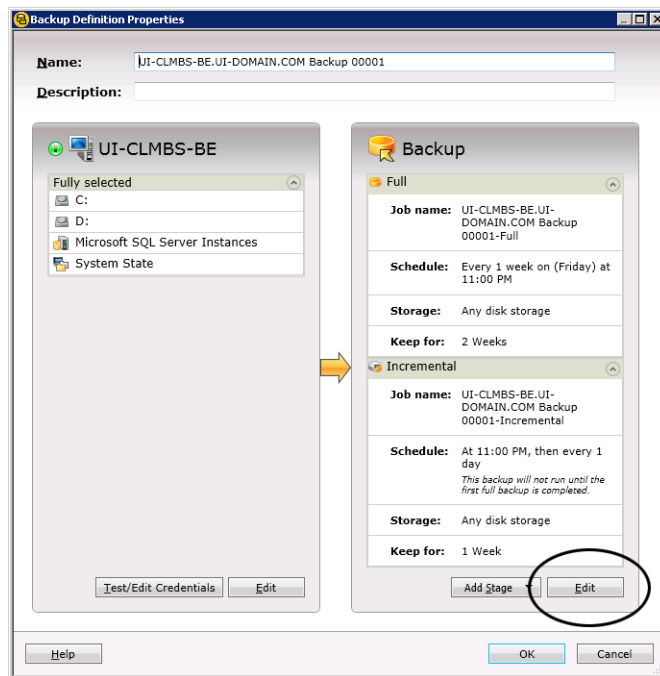 Backup Definition Properties
Name: UI-CLMBS-BE.UI-DOMAIN.COM Backup 00001
Description:
UI-CLMBS-BE
Fully selected
C:
D:
Microsoft SQL Server Instances
System State
Test/Edit Credentials
Edit
Backup
Full
Job name: UI-CLMBS-BE.UI-
DOMAIN.COM Backup
00001-Full
Schedule: Every 1 week on (Friday) at
11:00 PM
Storage: Any disk storage
Keep for: 2 Weeks
Incremental
Job name: UI-CLMBS-BE.UI-
DOMAIN.COM Backup
00001-Incremental
Schedule: At 11:00 PM, then every 1
day
This backup will not run until the
first full backup is completed.
Storage: Any disk storage
Keep for: 1 Week
Add Stage
Edit
Help
OK
Cancel